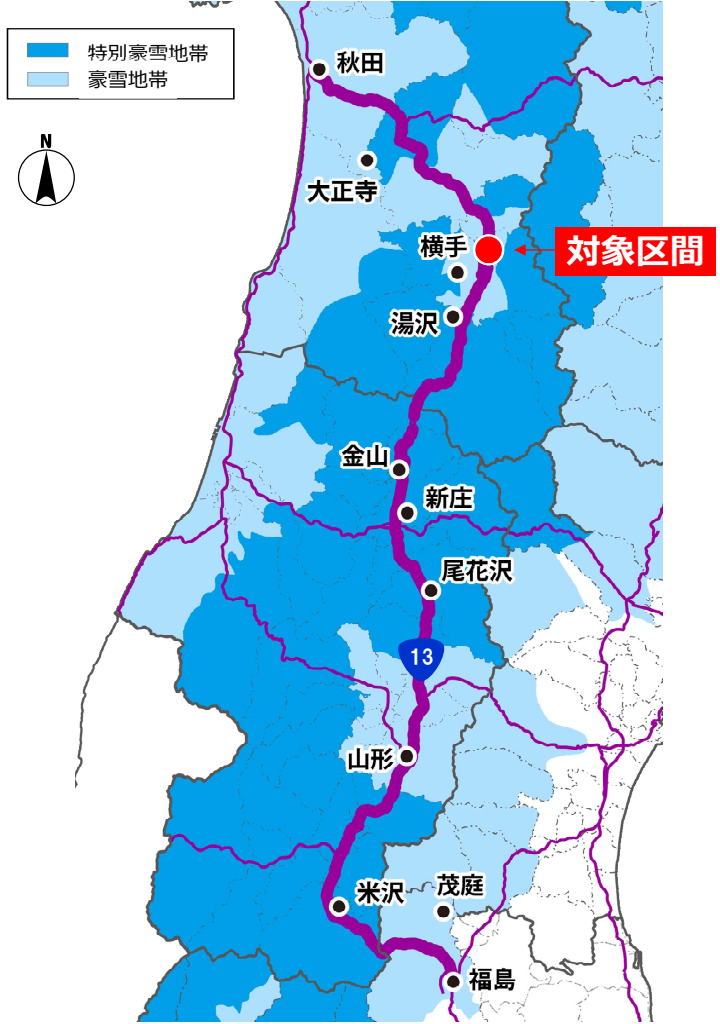 特別豪雪地帯
豪雪地帯
N
秋田
大正寺
横手
対象区間
湯沢
金山
新庄
尾花沢
13
山形
米沢
茂庭
福島